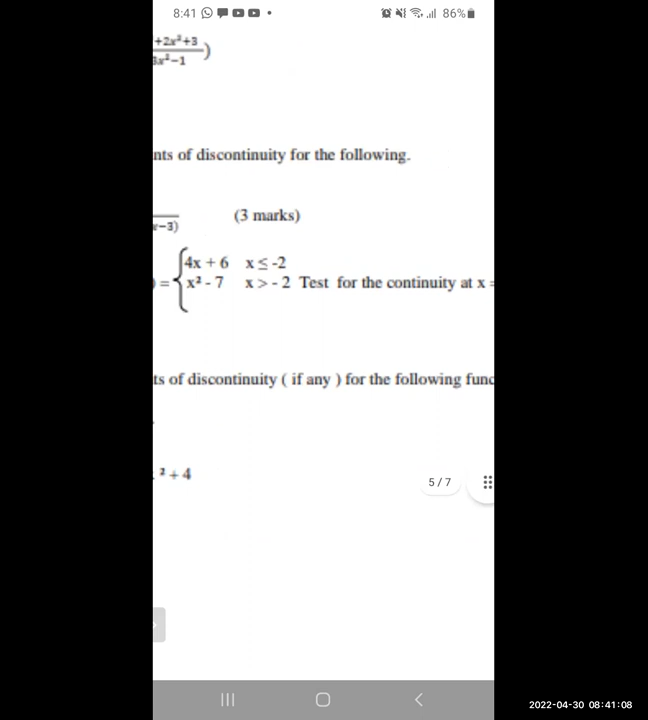 8:41 86%
+2x²+3
3x²−1 )
nts of discontinuity for the following.
−3) (3 marks)
) = { 4x + 6 x ≤ -2
x² - 7 x > - 2 Test for the continuity at x =
ts of discontinuity ( if any ) for the following func
² + 4
5 / 7
2022-04-30 08:41:08